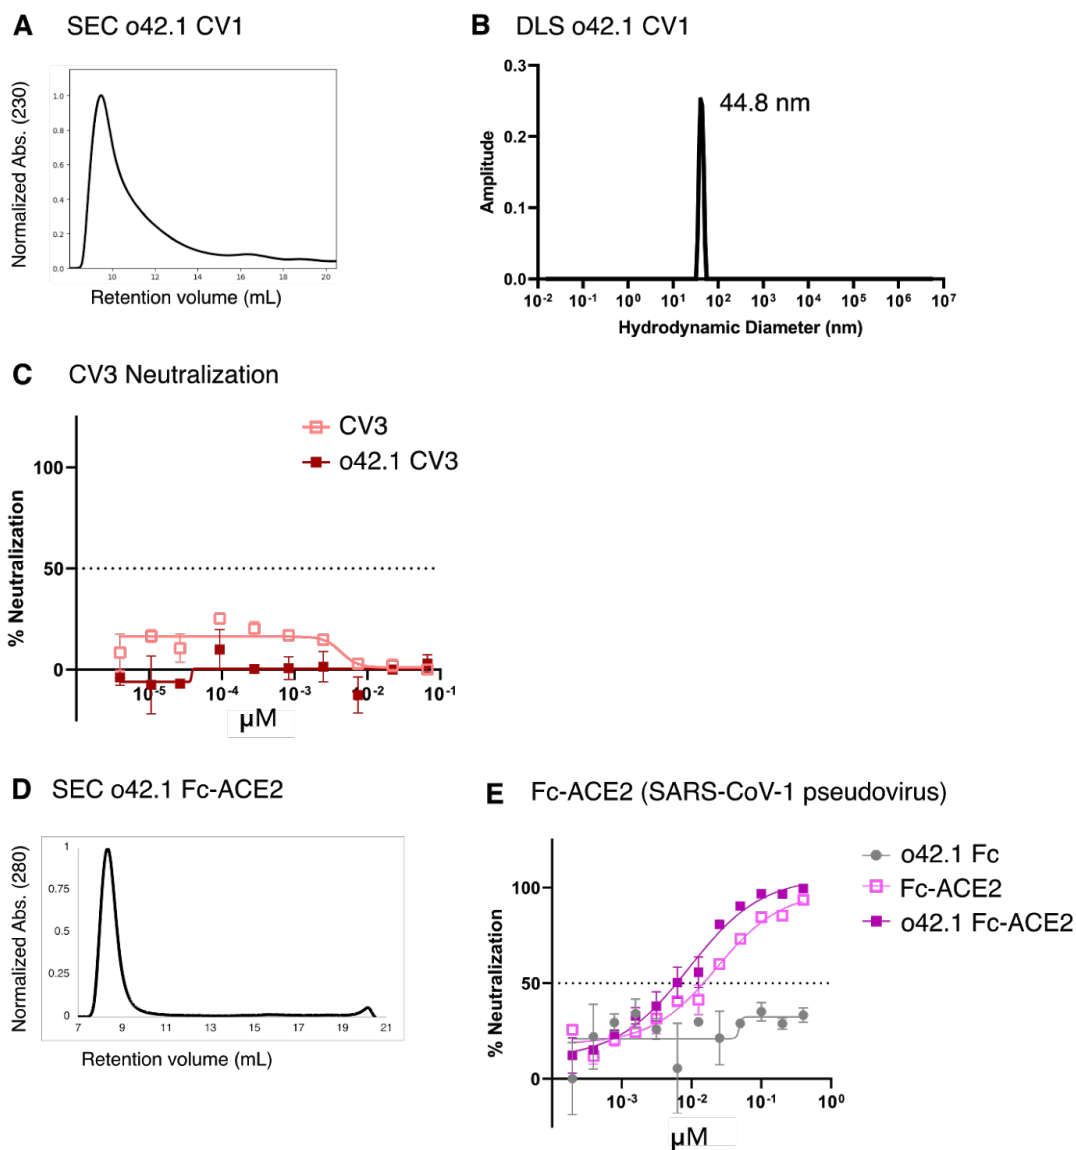 A SEC o42.1 CV1
Normalized Abs. (230)
1.0
0.8
0.6
0.4
0.2
0.0
10 12 14 16 18 20
Retention volume (mL)
B DLS o42.1 CV1
Amplitude
0.3
0.2
0.1
0.0
44.8 nm
10-2 10-1 100 101 102 103 104 105 106 107
Hydrodynamic Diameter (nm)
C CV3 Neutralization
CV3
o42.1 CV3
% Neutralization
100
50
0
10-5 10-4 10-3 10-2 10-1
µM
D SEC o42.1 Fc-ACE2
Normalized Abs. (280)
1
0.75
0.5
0.25
0
7 9 11 13 15 17 19 21
Retention volume (mL)
E Fc-ACE2 (SARS-CoV-1 pseudovirus)
o42.1 Fc
Fc-ACE2
o42.1 Fc-ACE2
% Neutralization
100
50
0
10-3 10-2 10-1 100
µM